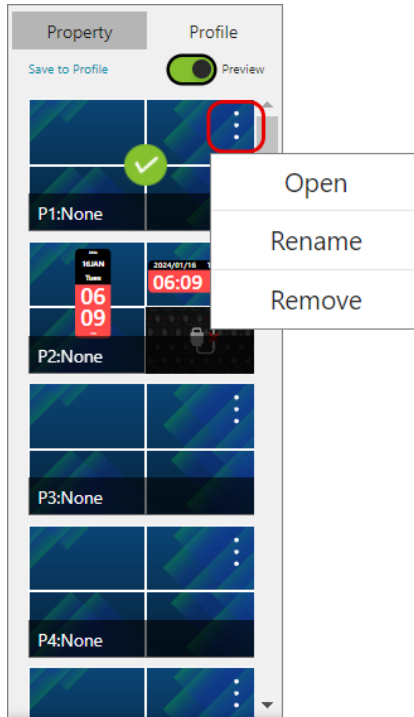 Property Profile
Save to Profile Preview
P1:None
Open
Rename
Remove
16JAN
Tues
06
09
2024/01/16
06:09
P2:None
P3:None
P4:None